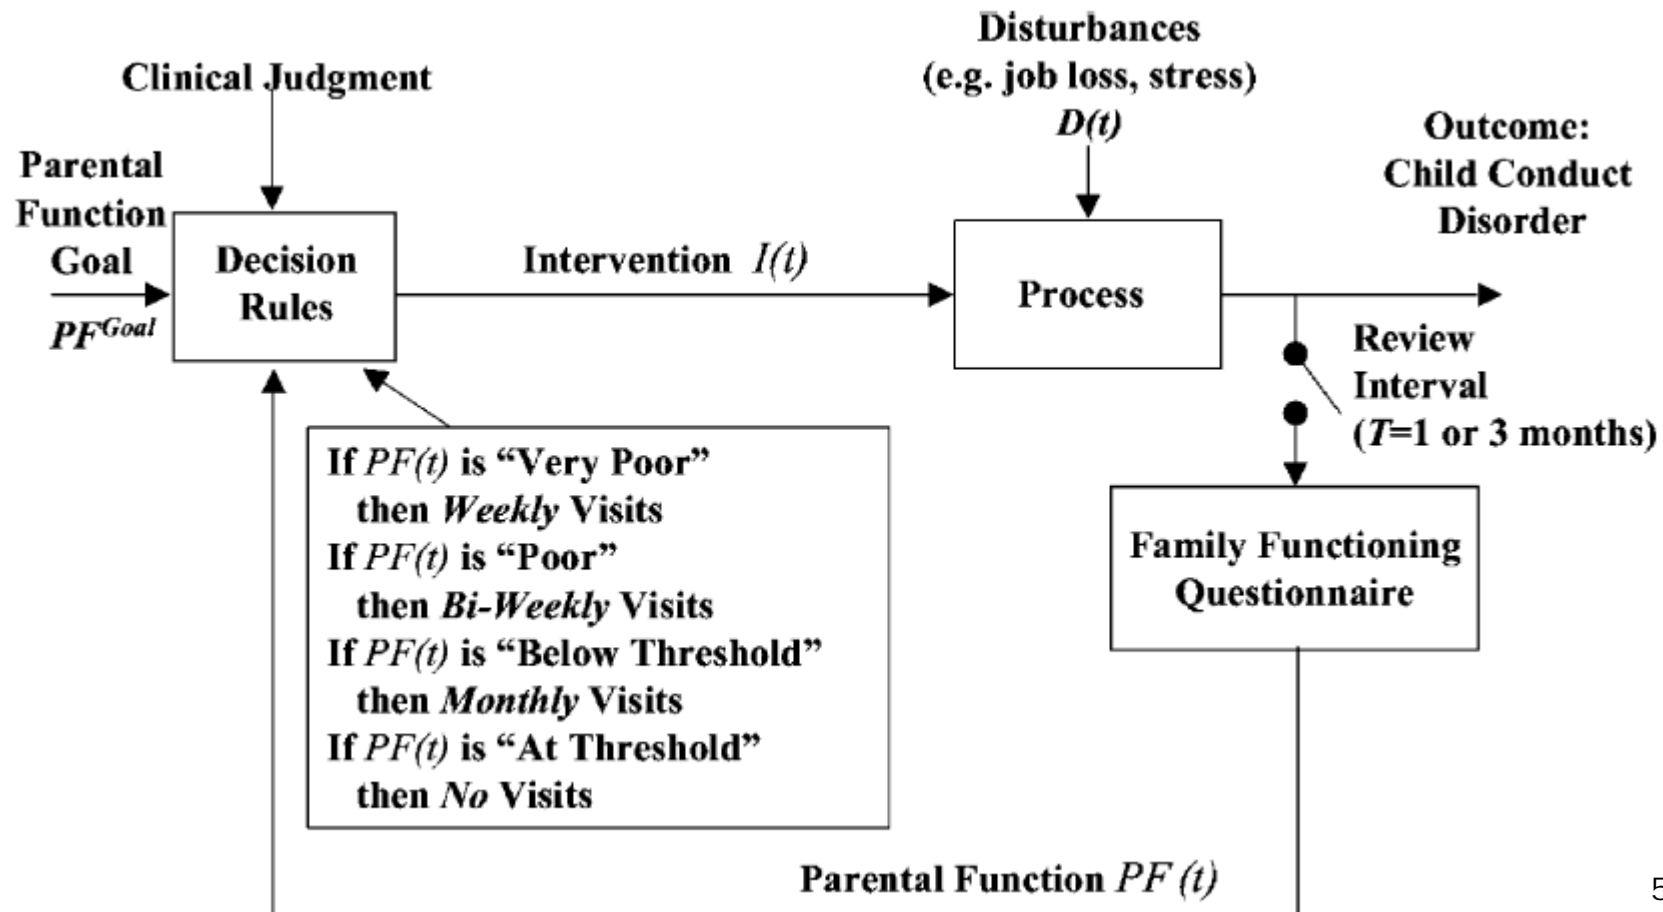 Clinical Judgment
Disturbances
(e.g. job loss, stress)
D(t)
Outcome:
Child Conduct
Disorder
Parental
Function
Goal
PF^Goal
Decision
Rules
Intervention I(t)
Process
Review
Interval
(T=1 or 3 months)
If PF(t) is “Very Poor”
then Weekly Visits
If PF(t) is “Poor”
then Bi-Weekly Visits
If PF(t) is “Below Threshold”
then Monthly Visits
If PF(t) is “At Threshold”
then No Visits
Family Functioning
Questionnaire
Parental Function PF (t)
5